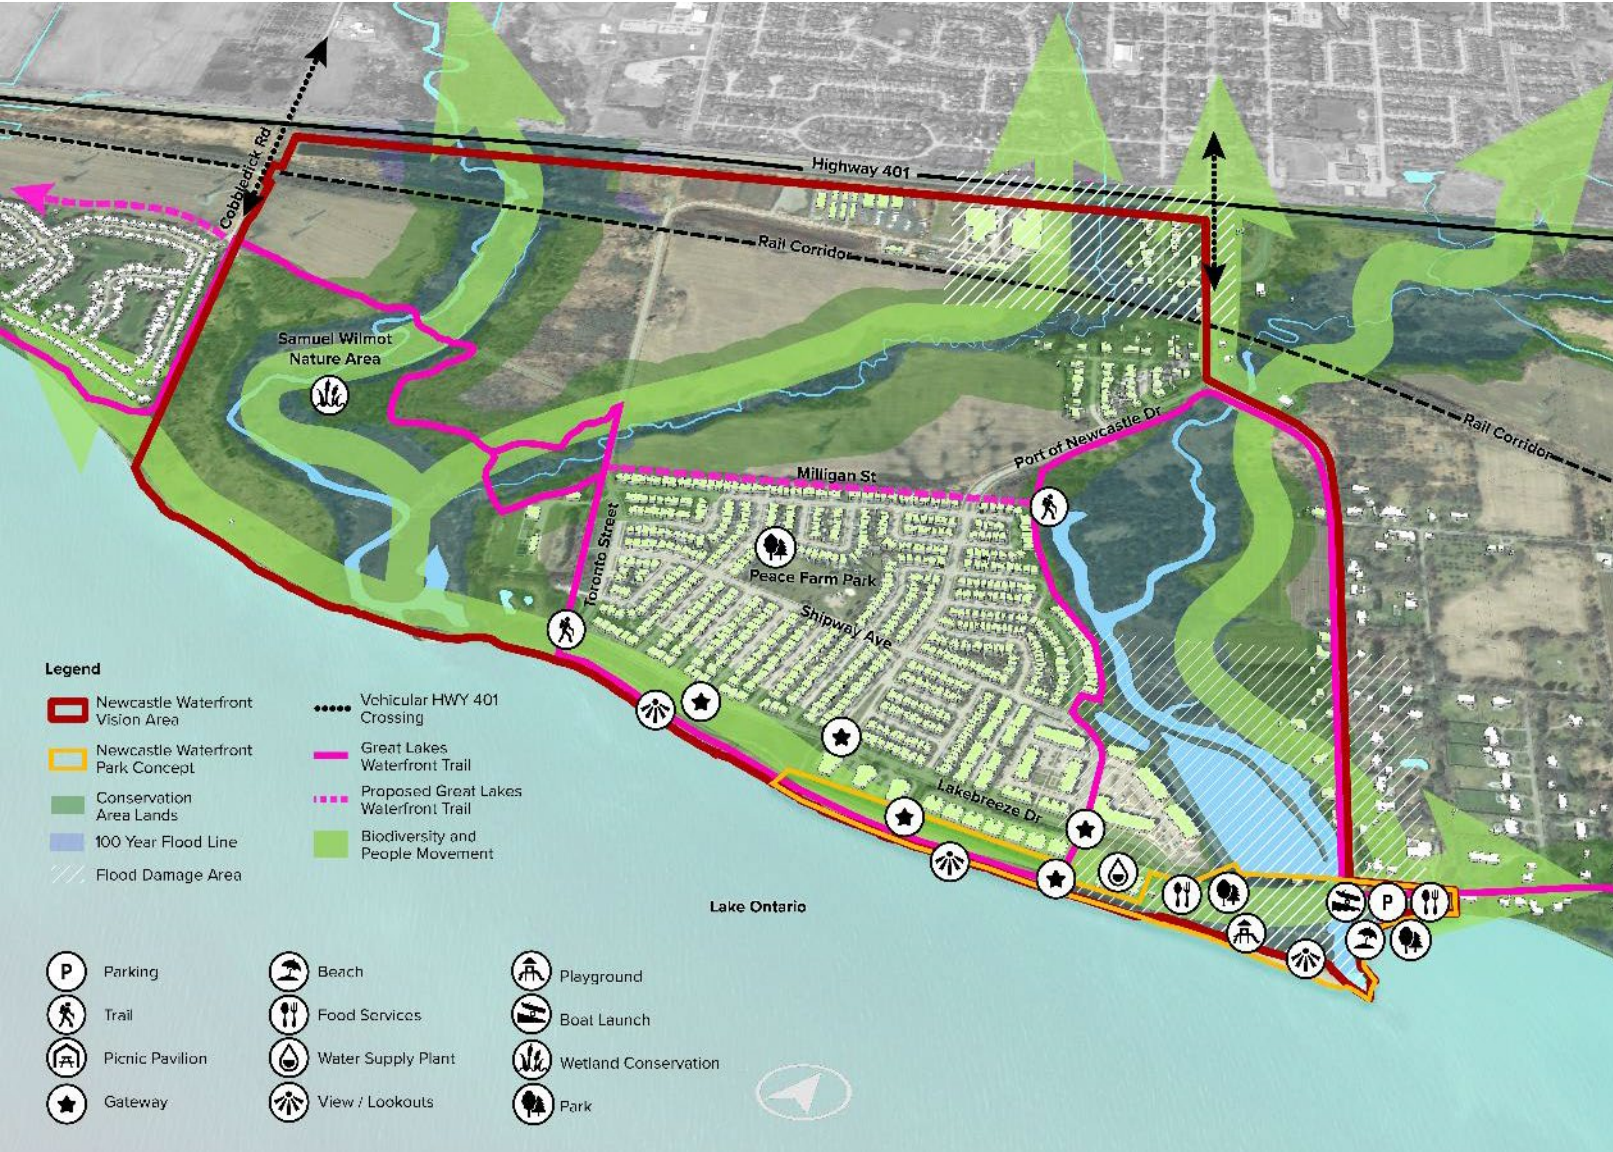 Cobbledick Rd
Highway 401
Rail Corridor
Samuel Wilmot
Nature Area
Port of Newcastle Dr
Rail Corridor
Milligan St
Toronto Street
Peace Farm Park
Shipway Ave
Lakebreeze Dr
Lake Ontario
P
Legend
Newcastle Waterfront
Vision Area
Newcastle Waterfront
Park Concept
Conservation
Area Lands
100 Year Flood Line
Flood Damage Area
Vehicular HWY 401
Crossing
Great Lakes
Waterfront Trail
Proposed Great Lakes
Waterfront Trail
Biodiversity and
People Movement
P
Parking
Trail
Picnic Pavilion
Gateway
Beach
Food Services
Water Supply Plant
View / Lookouts
Playground
Boat Launch
Wetland Conservation
Park